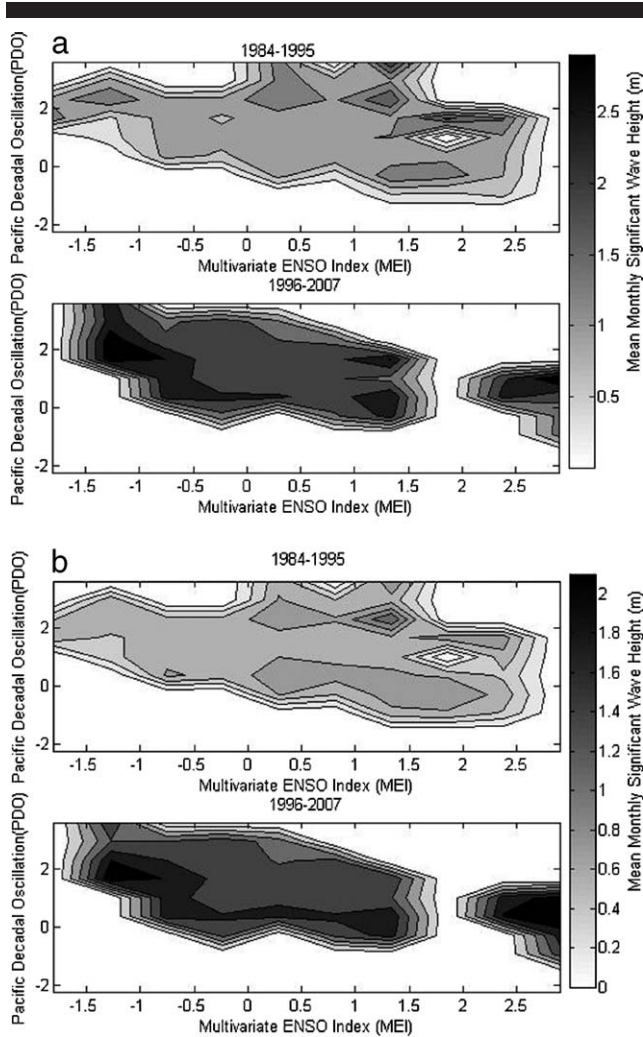 a
1984-1995
Pacific Decadal Oscillation(PDO)
2
0
-2
-1.5 -1 -0.5 0 0.5 1 1.5 2 2.5
Multivariate ENSO Index (MEI)
1996-2007
Pacific Decadal Oscillation(PDO)
2
0
-2
-1.5 -1 -0.5 0 0.5 1 1.5 2 2.5
Multivariate ENSO Index (MEI)
2.5
2
1.5
1
0.5
Mean Monthly Significant Wave Height (m)
b
1984-1995
Pacific Decadal Oscillation(PDO)
2
0
-2
-1.5 -1 -0.5 0 0.5 1 1.5 2 2.5
Multivariate ENSO Index (MEI)
1996-2007
Pacific Decadal Oscillation(PDO)
2
0
-2
-1.5 -1 -0.5 0 0.5 1 1.5 2 2.5
Multivariate ENSO Index (MEI)
2
1.8
1.6
1.4
1.2
1
0.8
0.6
0.4
0.2
0
Mean Monthly Significant Wave Height (m)